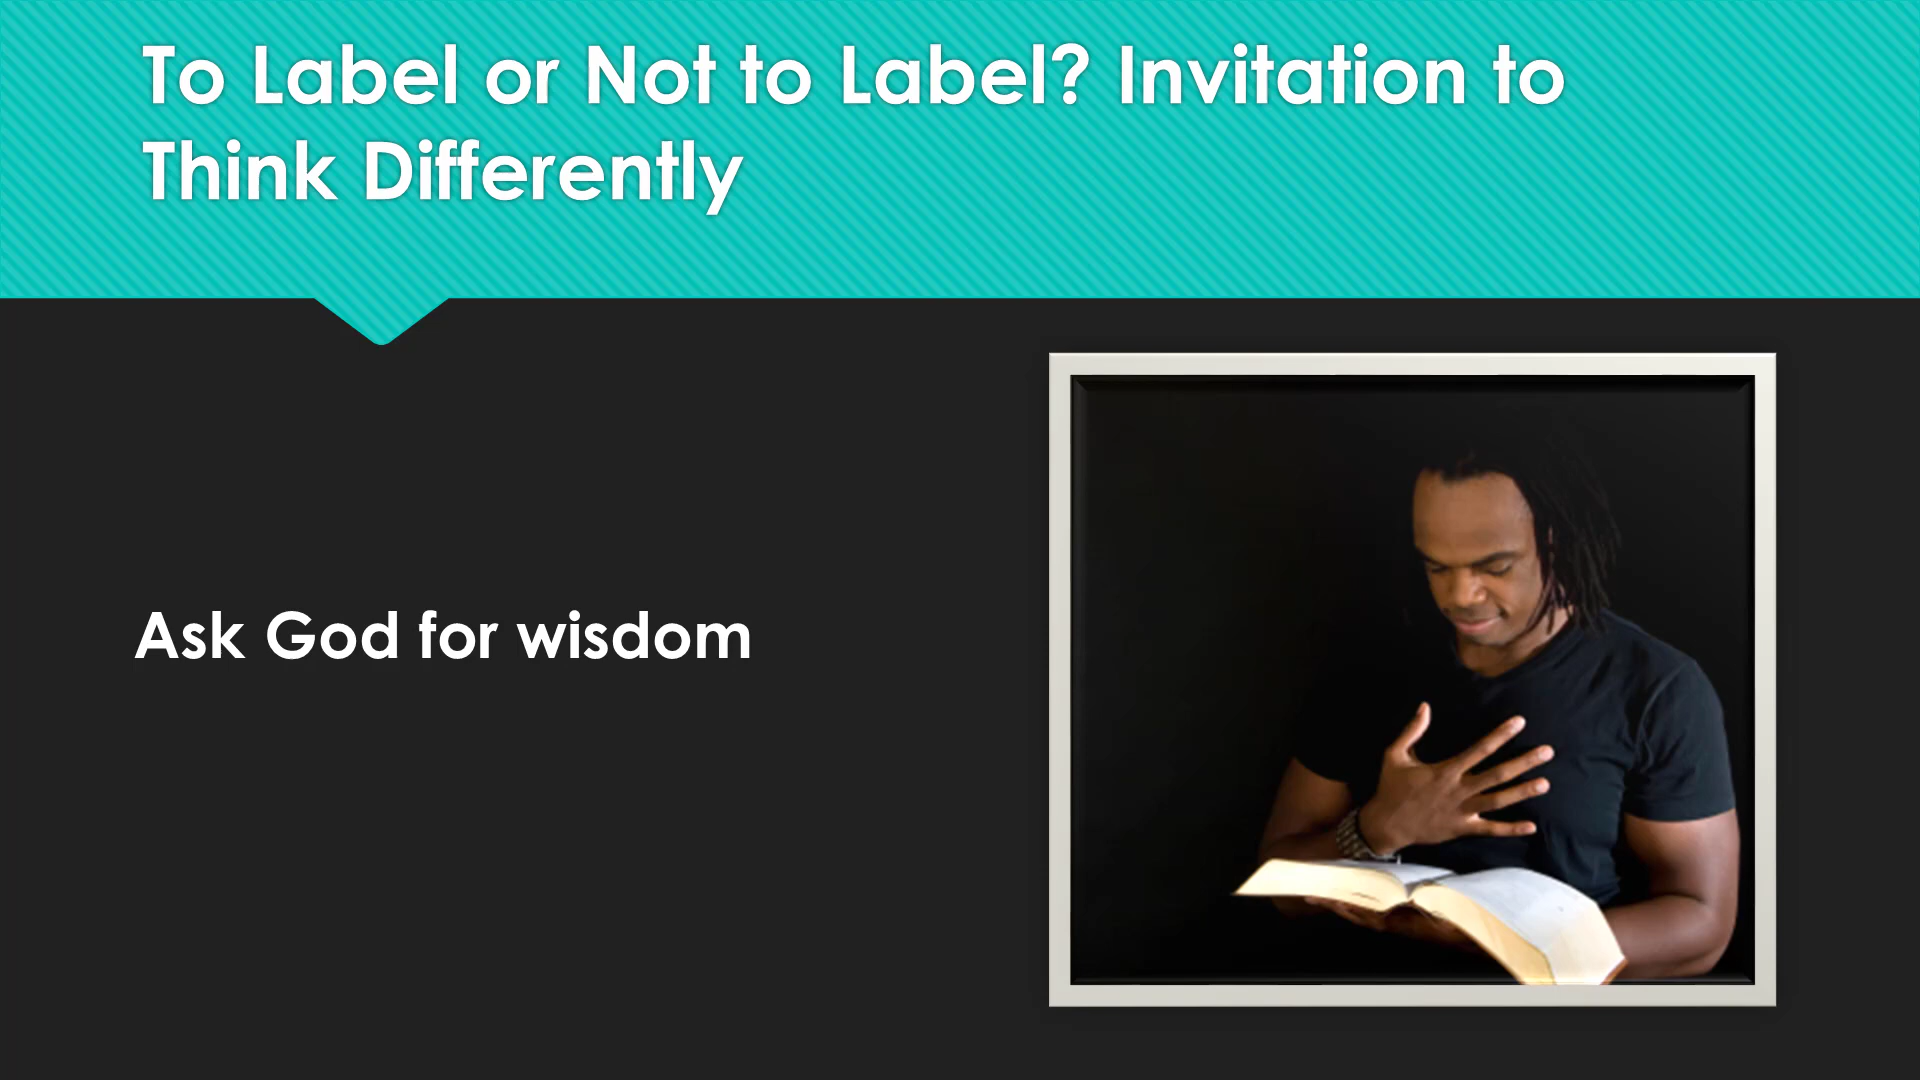 To Label or Not to Label? Invitation to
Think Differently
Ask God for wisdom